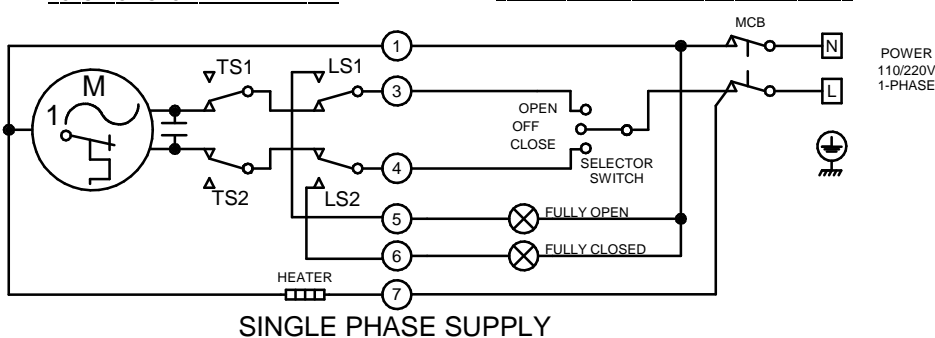 MCB
N
POWER
110/220V
1-PHASE
L
1
TS1
LS1
3
M
1
OPEN
OFF
CLOSE
SELECTOR
SWITCH
4
TS2
LS2
5
FULLY OPEN
6
FULLY CLOSED
HEATER
7
SINGLE PHASE SUPPLY